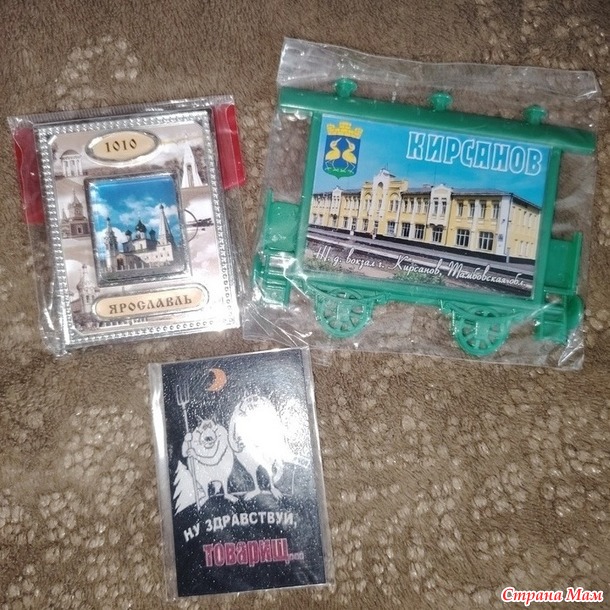 1010
ЯРОСЛАВЛЬ
КИРСАНОВ
Ж. д. вокзал г. Кирсанов, Тамбовская обл.
НУ ЗДРАВСТВУЙ,
ТОВАРИЩ...
Страна Мам